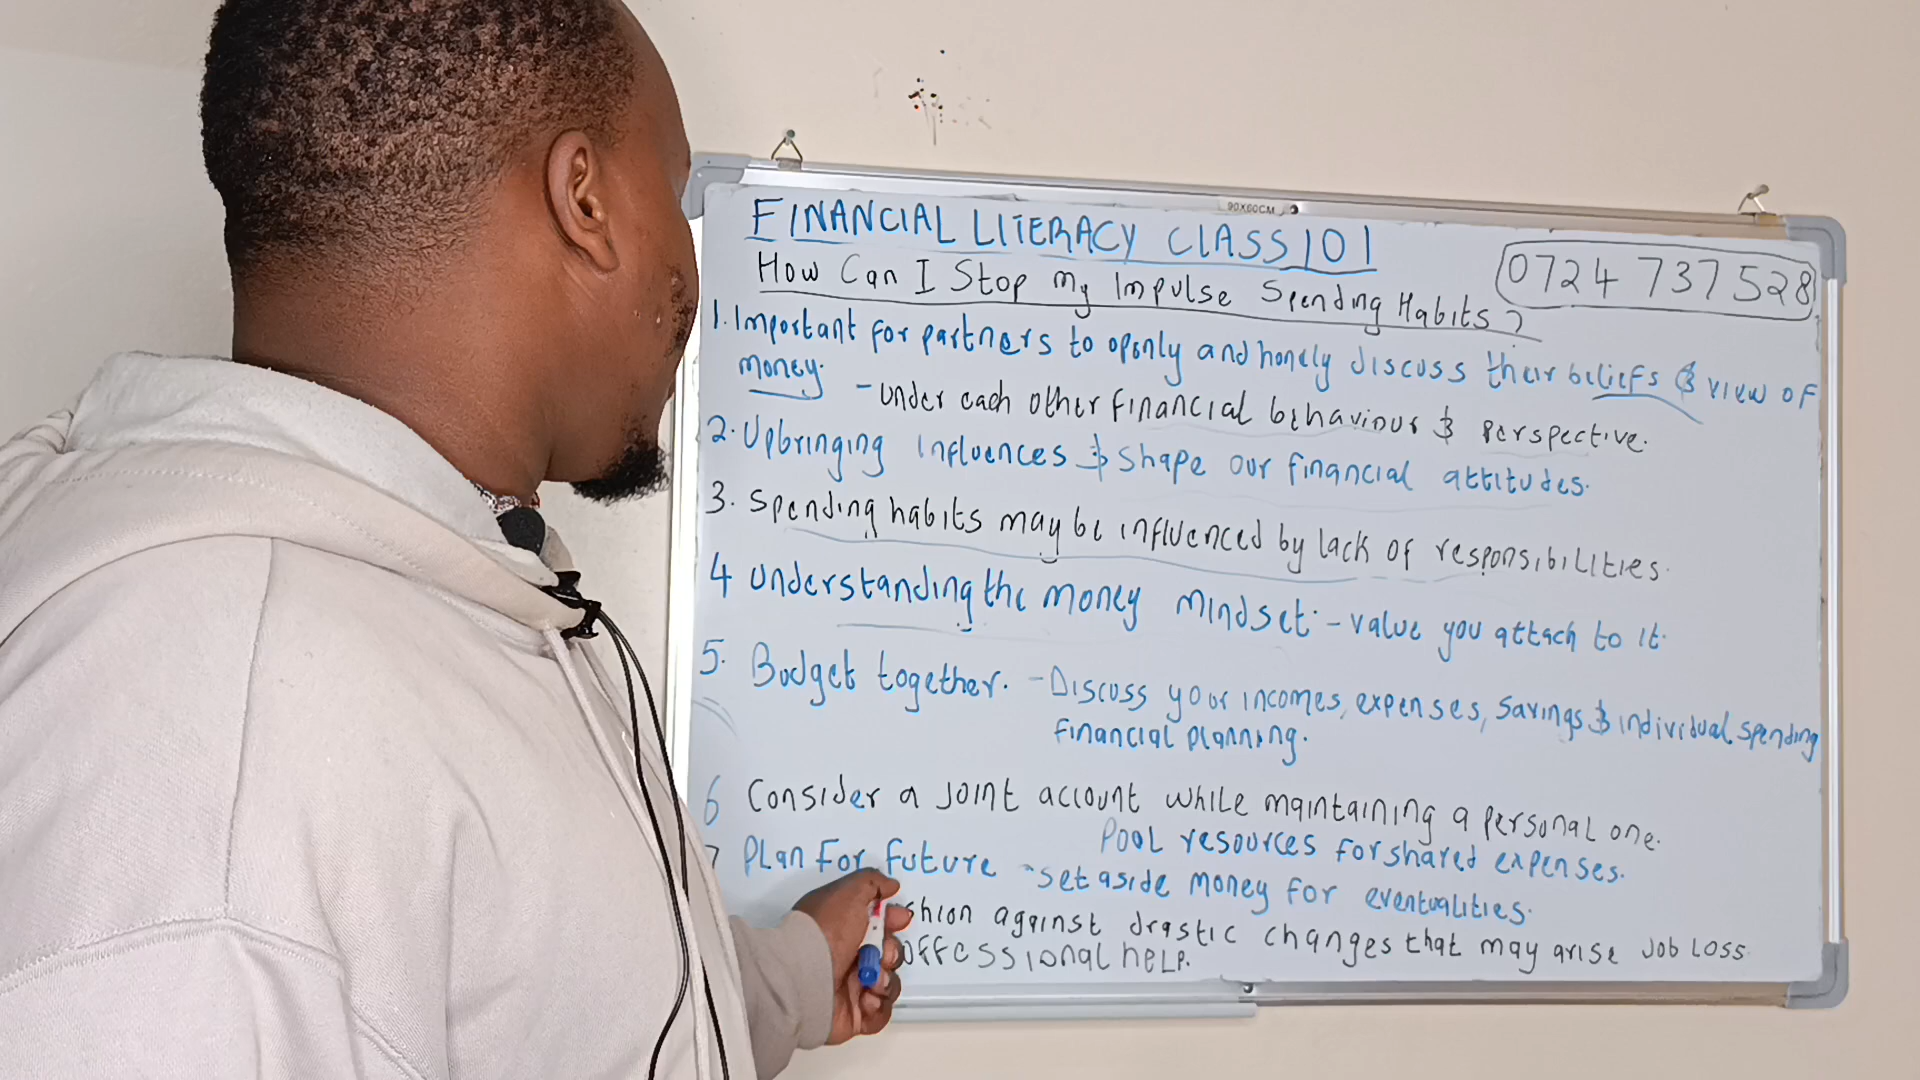 90X60CM
FINANCIAL LITERACY CLASS 101
0724 737 528
How Can I Stop my Impulse Spending Habits?
1. Important for partners to openly and honely discuss their beliefs & view of
money. - Under each other financial behaviour & perspective.
2. Upbringing influences & shape our financial attitudes.
3. Spending habits may be influenced by lack of responsibilities.
4 Understanding the money mindset - value you attach to it.
5. Budget together. - Discuss your incomes, expenses, savings & individual spending
financial planning.
6 Consider a joint account while maintaining a personal one.
Pool resources for shared expenses.
7 Plan For future - set aside money for eventualities.
shion against drastic changes that may arise Job Loss
offessional help.